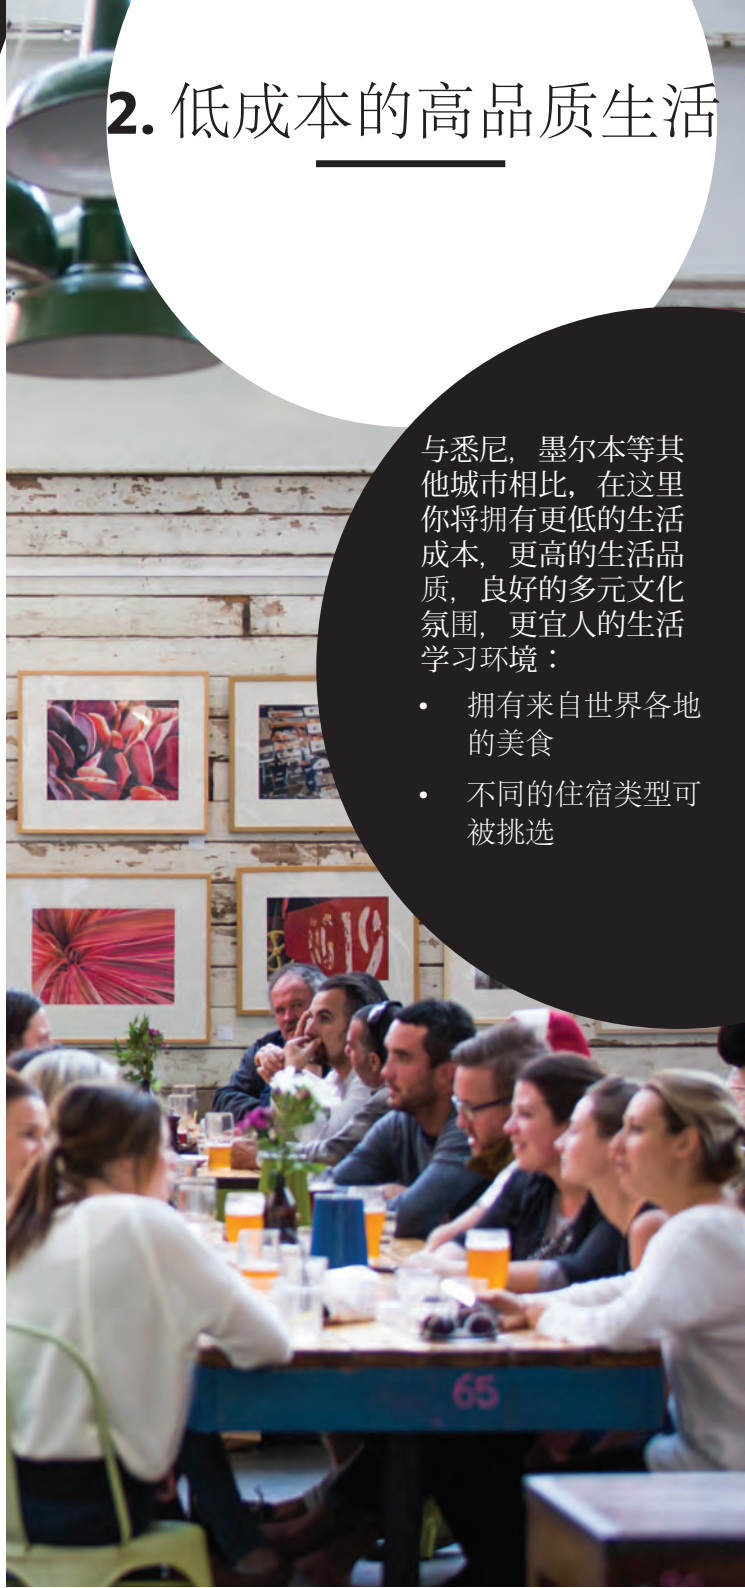 2. 低成本的高品质生活
与悉尼，墨尔本等其
他城市相比，在这里
你将拥有更低的生活
成本，更高的生活品
质，良好的多元文化
氛围，更宜人的生活
学习环境：
• 拥有来自世界各地
的美食
• 不同的住宿类型可
被挑选
19
65